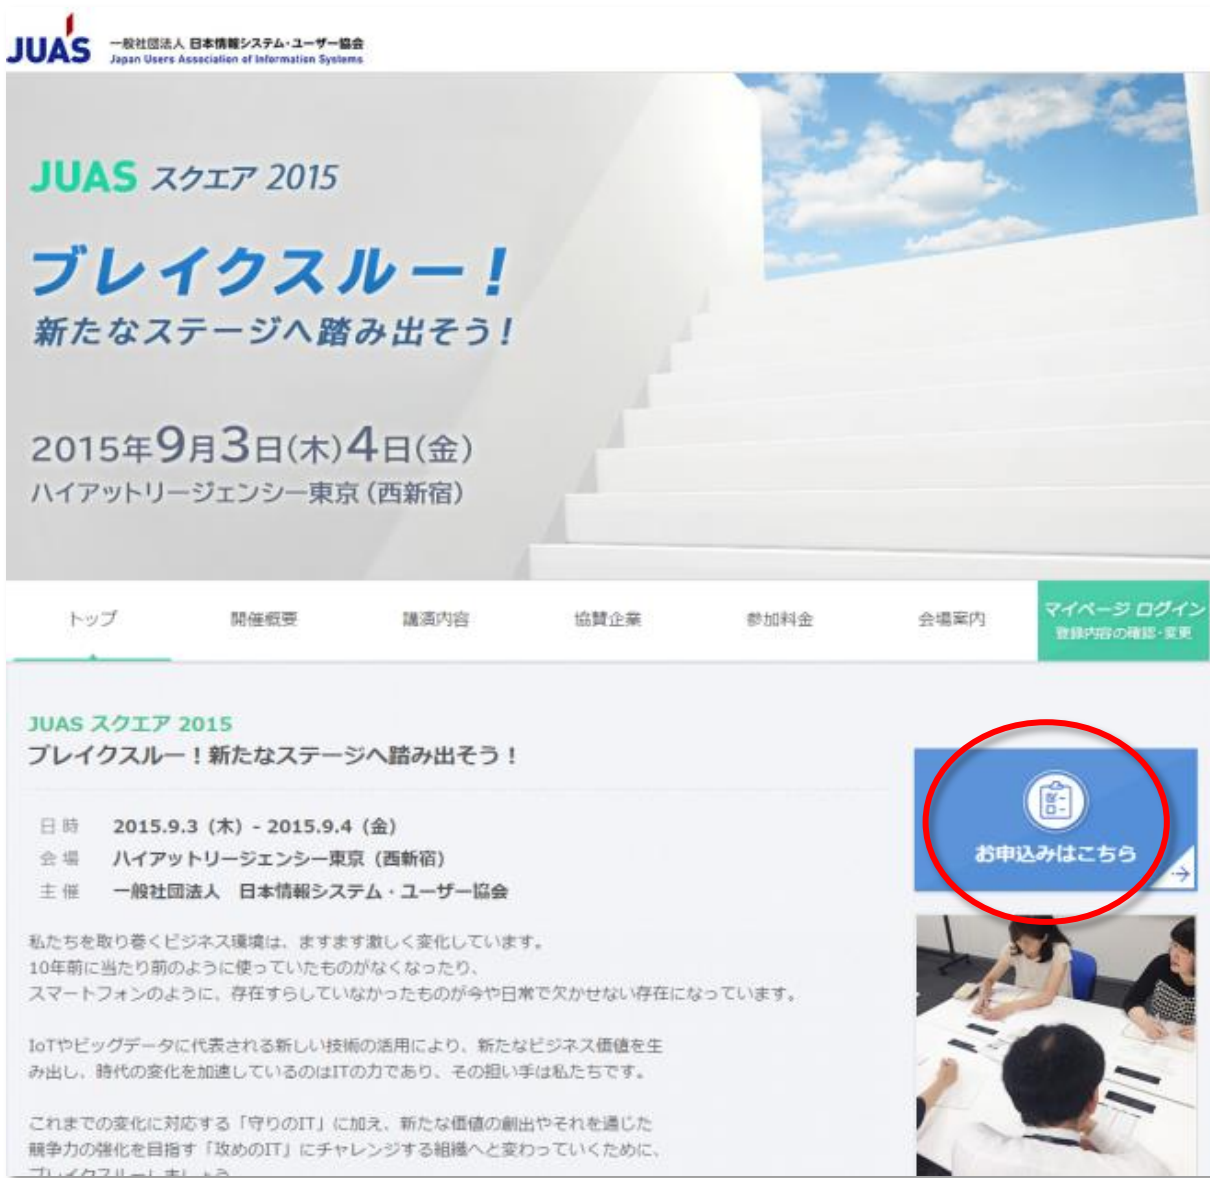 JUAS
一般社団法人 日本情報システム・ユーザー協会
Japan Users Association of Information Systems
JUAS スクエア 2015
ブレイクスルー！
新たなステージへ踏み出そう！
2015年9月3日(木)4日(金)
ハイアットリージェンシー東京（西新宿）
トップ 開催概要 講演内容 協賛企業 参加料金 会場案内 マイページ ログイン
登録内容の確認・変更
JUAS スクエア 2015
ブレイクスルー！新たなステージへ踏み出そう！
日時 2015.9.3（木）- 2015.9.4（金）
会場 ハイアットリージェンシー東京（西新宿）
主催 一般社団法人 日本情報システム・ユーザー協会
お申込みはこちら
私たちを取り巻くビジネス環境は、ますます激しく変化しています。
10年前に当たり前のように使っていたものがなくなったり、
スマートフォンのように、存在すらしていなかったものが今や日常で欠かせない存在になっています。
IoTやビッグデータに代表される新しい技術の活用により、新たなビジネス価値を生
み出し、時代の変化を加速しているのはITの力であり、その担い手は私たちです。
これまでの変化に対応する「守りのIT」に加え、新たな価値の創出やそれを通じた
競争力の強化を目指す「攻めのIT」にチャレンジする組織へと変わっていくために、
ブレイクスルーしましょう。